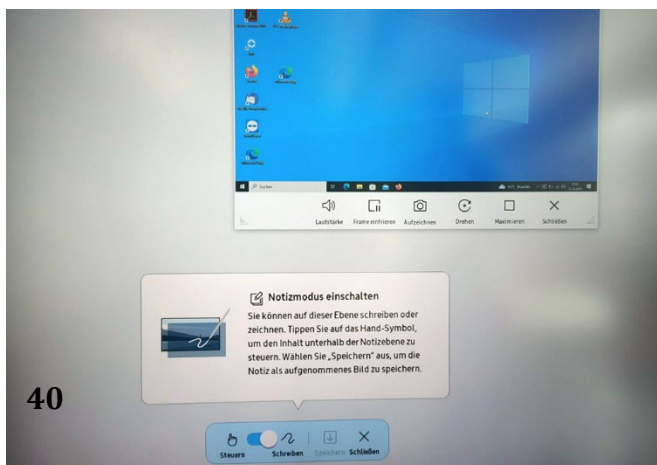 Suchen
Lautstärke Frame einfrieren Aufzeichnen Drehen Maximieren Schließen
Notizmodus einschalten
Sie können auf dieser Ebene schreiben oder
zeichnen. Tippen Sie auf das Hand-Symbol,
um den Inhalt unterhalb der Notizebene zu
steuern. Wählen Sie „Speichern" aus, um die
Notiz als aufgenommenes Bild zu speichern.
40
Steuern Schreiben Speichern Schließen